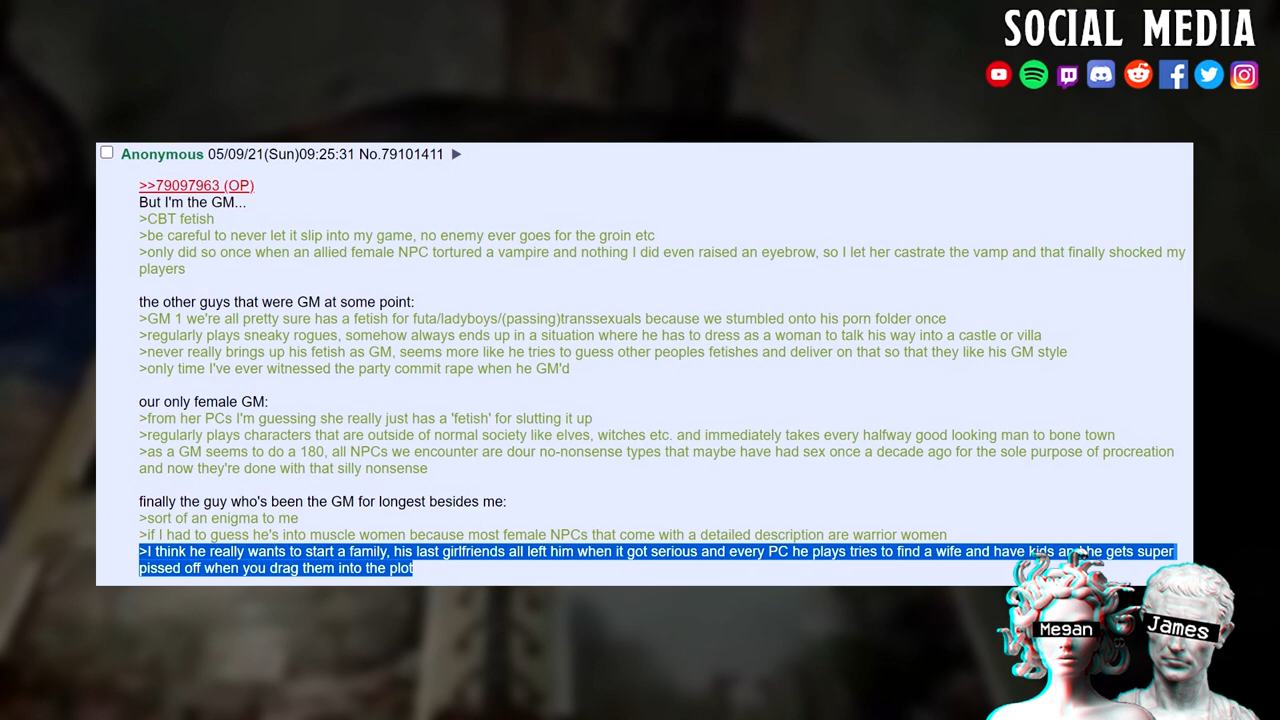 SOCIAL MEDIA
Anonymous 05/09/21(Sun)09:25:31 No.79101411 ▶
>>79097963 (OP)
But I'm the GM...
>CBT fetish
>be careful to never let it slip into my game, no enemy ever goes for the groin etc
>only did so once when an allied female NPC tortured a vampire and nothing I did even raised an eyebrow, so I let her castrate the vamp and that finally shocked my
players
the other guys that were GM at some point:
>GM 1 we're all pretty sure has a fetish for futa/ladyboys/(passing)transsexuals because we stumbled onto his porn folder once
>regularly plays sneaky rogues, somehow always ends up in a situation where he has to dress as a woman to talk his way into a castle or villa
>never really brings up his fetish as GM, seems more like he tries to guess other peoples fetishes and deliver on that so that they like his GM style
>only time I've ever witnessed the party commit rape when he GM'd
our only female GM:
>from her PCs I'm guessing she really just has a 'fetish' for slutting it up
>regularly plays characters that are outside of normal society like elves, witches etc. and immediately takes every halfway good looking man to bone town
>as a GM seems to do a 180, all NPCs we encounter are dour no-nonsense types that maybe have had sex once a decade ago for the sole purpose of procreation
and now they're done with that silly nonsense
finally the guy who's been the GM for longest besides me:
>sort of an enigma to me
>if I had to guess he's into muscle women because most female NPCs that come with a detailed description are warrior women
>I think he really wants to start a family, his last girlfriends all left him when it got serious and every PC he plays tries to find a wife and have kids and he gets super
pissed off when you drag them into the plot
Megan
James